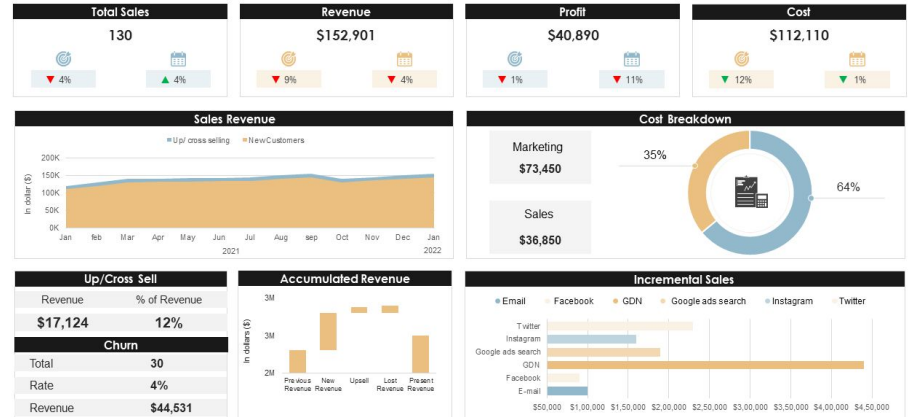 Total Sales
130
4%
4%
Revenue
$152,901
9%
4%
Profit
$40,890
1%
11%
Cost
$112,110
12%
1%
Sales Revenue
Up/ cross selling
New Customers
In dollar ($)
200K
150K
100K
50K
0K
Jan feb Mar Apr May Jun Jul Aug sep Oct Nov Dec Jan
2021 2022
Cost Breakdown
Marketing
$73,450
Sales
$36,850
35%
64%
Up/Cross Sell
Revenue % of Revenue
$17,124 12%
Churn
Total 30
Rate 4%
Revenue $44,531
Accumulated Revenue
In dollars ($)
3M
3M
2M
Previous Revenue
New Revenue
Upsell
Lost Revenue
Present Revenue
Incremental Sales
Email Facebook GDN Google ads search Instagram Twitter
Twitter
Instagram
Google ads search
GDN
Facebook
E-mail
$50,000 $1,00,000 $1,50,000 $2,00,000 $2,50,000 $3,00,000 $3,50,000 $4,00,000 $4,50,000